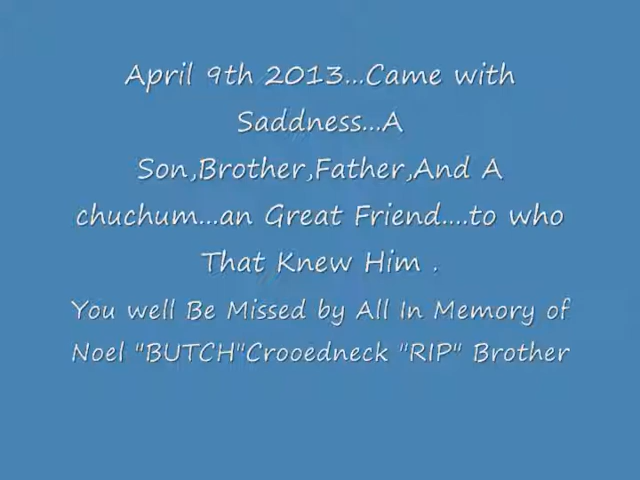 April 9th 2013...Came with
Saddness...A
Son,Brother,Father,And A
chuchum...an Great Friend....to who
That Knew Him .
You well Be Missed by All In Memory of
Noel "BUTCH"Crooedneck "RIP" Brother